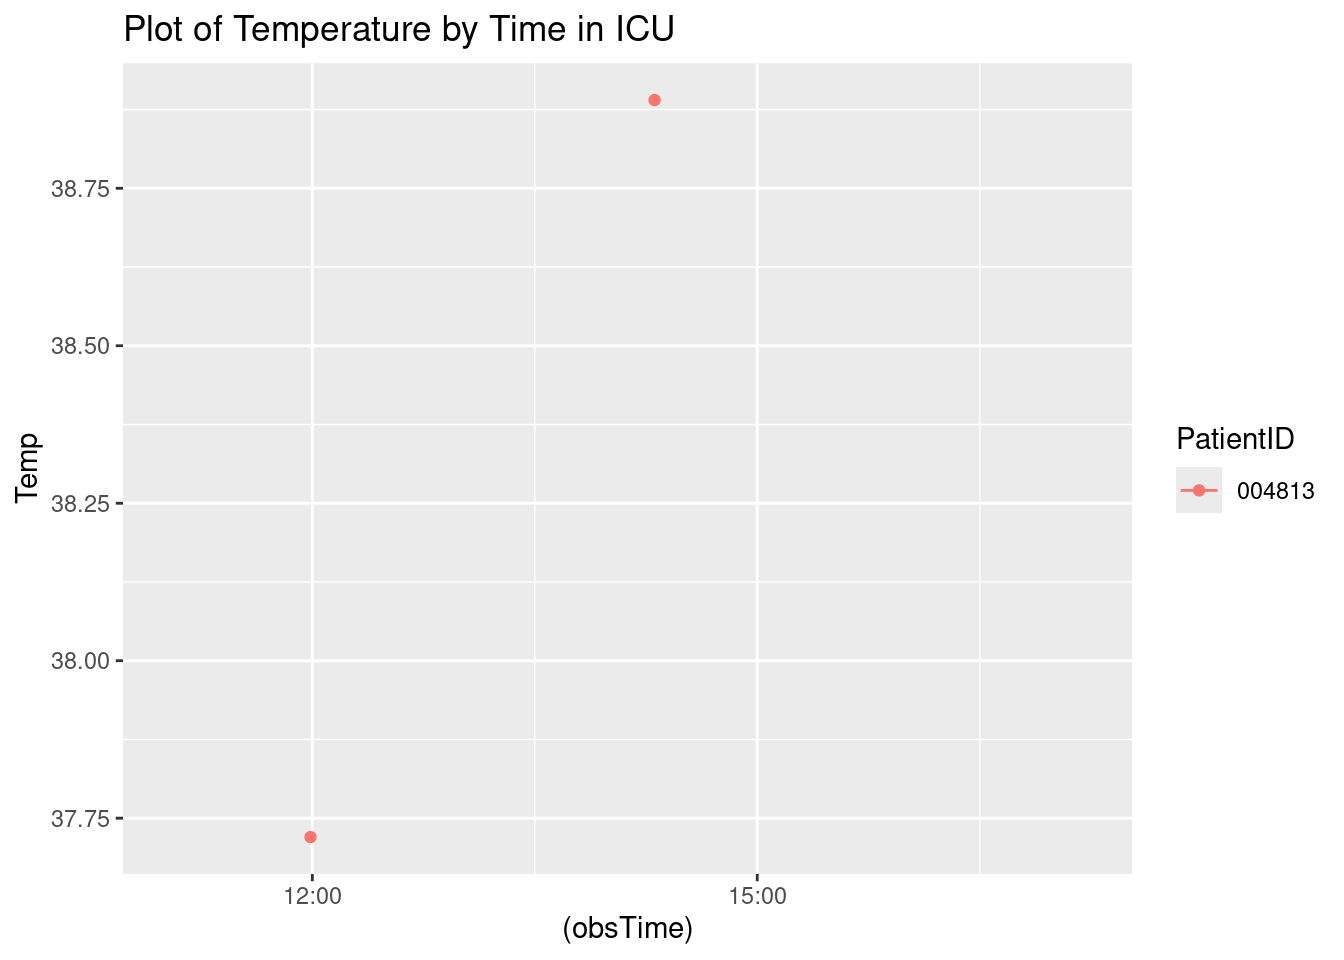 Plot of Temperature by Time in ICU
38.75
38.50
38.25
38.00
37.75
Temp
12:00
15:00
(obsTime)
PatientID
004813